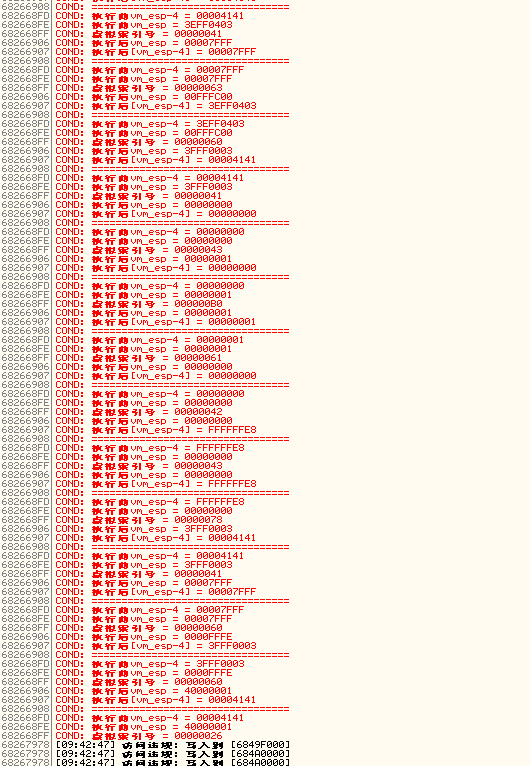 68266908 COND: =================================
682668FD COND: 执行前vm_esp-4 = 00004141
682668FE COND: 执行前vm_esp = 3EFF0403
682668FF COND: 虚拟索引号 = 00000041
68266906 COND: 执行后vm_esp = 00007FFF
68266907 COND: 执行后[vm_esp-4] = 00007FFF
68266908 COND: =================================
682668FD COND: 执行前vm_esp-4 = 00007FFF
682668FE COND: 执行前vm_esp = 00007FFF
682668FF COND: 虚拟索引号 = 00000063
68266906 COND: 执行后vm_esp = 00FFFC00
68266907 COND: 执行后[vm_esp-4] = 3EFF0403
68266908 COND: =================================
682668FD COND: 执行前vm_esp-4 = 3EFF0403
682668FE COND: 执行前vm_esp = 00FFFC00
682668FF COND: 虚拟索引号 = 00000060
68266906 COND: 执行后vm_esp = 3FFF0003
68266907 COND: 执行后[vm_esp-4] = 00004141
68266908 COND: =================================
682668FD COND: 执行前vm_esp-4 = 00004141
682668FE COND: 执行前vm_esp = 3FFF0003
682668FF COND: 虚拟索引号 = 00000041
68266906 COND: 执行后vm_esp = 00000000
68266907 COND: 执行后[vm_esp-4] = 00000000
68266908 COND: =================================
682668FD COND: 执行前vm_esp-4 = 00000000
682668FE COND: 执行前vm_esp = 00000000
682668FF COND: 虚拟索引号 = 00000043
68266906 COND: 执行后vm_esp = 00000001
68266907 COND: 执行后[vm_esp-4] = 00000000
68266908 COND: =================================
682668FD COND: 执行前vm_esp-4 = 00000000
682668FE COND: 执行前vm_esp = 00000001
682668FF COND: 虚拟索引号 = 000000B0
68266906 COND: 执行后vm_esp = 00000001
68266907 COND: 执行后[vm_esp-4] = 00000001
68266908 COND: =================================
682668FD COND: 执行前vm_esp-4 = 00000001
682668FE COND: 执行前vm_esp = 00000001
682668FF COND: 虚拟索引号 = 00000061
68266906 COND: 执行后vm_esp = 00000000
68266907 COND: 执行后[vm_esp-4] = 00000000
68266908 COND: =================================
682668FD COND: 执行前vm_esp-4 = 00000000
682668FE COND: 执行前vm_esp = 00000000
682668FF COND: 虚拟索引号 = 00000042
68266906 COND: 执行后vm_esp = 00000000
68266907 COND: 执行后[vm_esp-4] = FFFFFFE8
68266908 COND: =================================
682668FD COND: 执行前vm_esp-4 = FFFFFFE8
682668FE COND: 执行前vm_esp = 00000000
682668FF COND: 虚拟索引号 = 00000043
68266906 COND: 执行后vm_esp = 00000000
68266907 COND: 执行后[vm_esp-4] = FFFFFFE8
68266908 COND: =================================
682668FD COND: 执行前vm_esp-4 = FFFFFFE8
682668FE COND: 执行前vm_esp = 00000000
682668FF COND: 虚拟索引号 = 00000078
68266906 COND: 执行后vm_esp = 3FFF0003
68266907 COND: 执行后[vm_esp-4] = 00004141
68266908 COND: =================================
682668FD COND: 执行前vm_esp-4 = 00004141
682668FE COND: 执行前vm_esp = 3FFF0003
682668FF COND: 虚拟索引号 = 00000041
68266906 COND: 执行后vm_esp = 00007FFF
68266907 COND: 执行后[vm_esp-4] = 00007FFF
68266908 COND: =================================
682668FD COND: 执行前vm_esp-4 = 00007FFF
682668FE COND: 执行前vm_esp = 00007FFF
682668FF COND: 虚拟索引号 = 00000060
68266906 COND: 执行后vm_esp = 0000FFFE
68266907 COND: 执行后[vm_esp-4] = 3FFF0003
68266908 COND: =================================
682668FD COND: 执行前vm_esp-4 = 3FFF0003
682668FE COND: 执行前vm_esp = 0000FFFE
682668FF COND: 虚拟索引号 = 00000060
68266906 COND: 执行后vm_esp = 40000001
68266907 COND: 执行后[vm_esp-4] = 00004141
68266908 COND: =================================
682668FD COND: 执行前vm_esp-4 = 00004141
682668FE COND: 执行前vm_esp = 40000001
682668FF COND: 虚拟索引号 = 00000026
68267978 [09:42:47] 访问违规: 写入到 [6849F000]
68267978 [09:42:47] 访问违规: 写入到 [684A0000]
68267978 [09:42:47] 访问违规: 写入到 [684A0000]